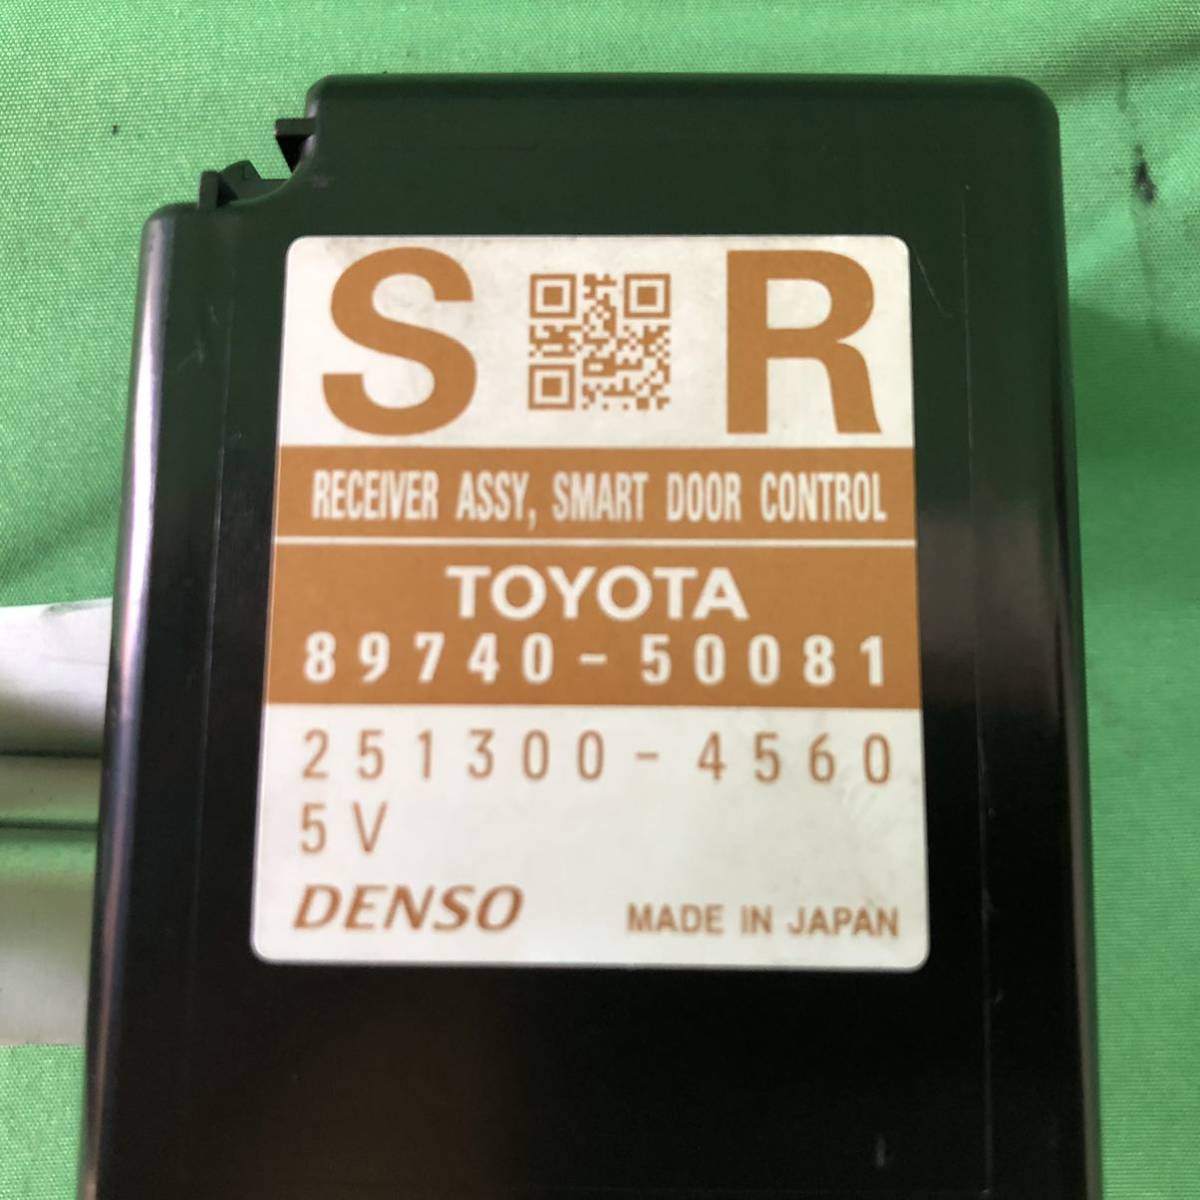 S R
RECEIVER ASSY, SMART DOOR CONTROL
TOYOTA
89740-50081
251300-4560
5V
DENSO MADE IN JAPAN